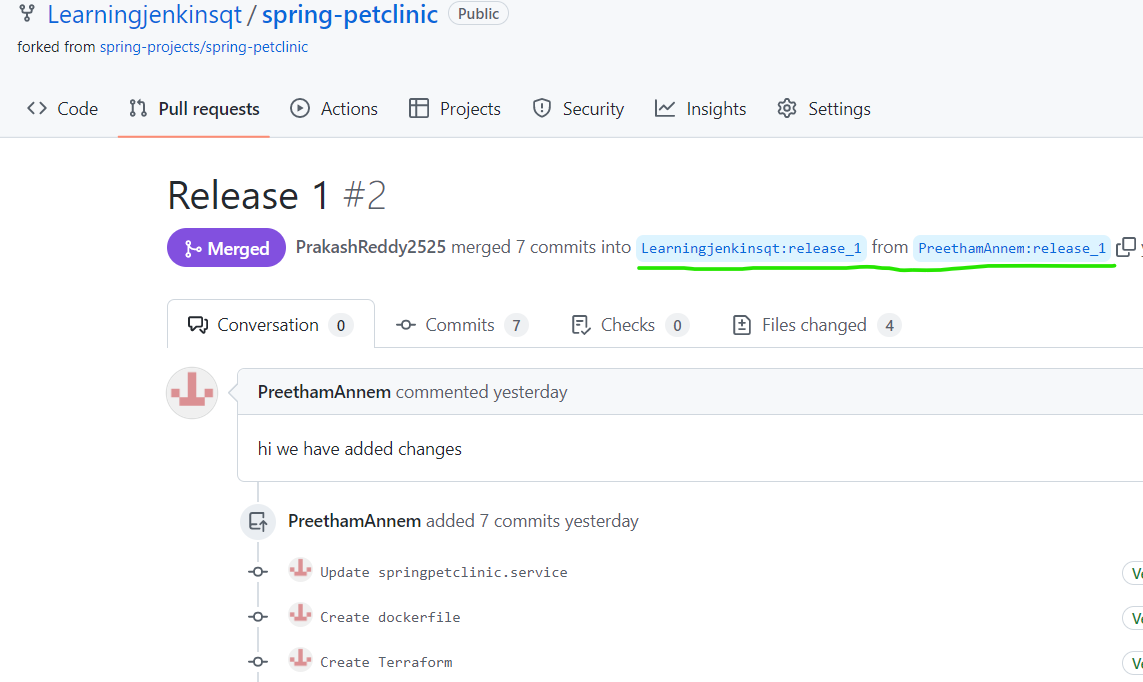 Learningjenkinsqt / spring-petclinic Public
forked from spring-projects/spring-petclinic
Code Pull requests Actions Projects Security Insights Settings
Release 1 #2
Merged PrakashReddy2525 merged 7 commits into Learningjenkinsqt:release_1 from PreethamAnnem:release_1
Conversation 0 Commits 7 Checks 0 Files changed 4
PreethamAnnem commented yesterday
hi we have added changes
PreethamAnnem added 7 commits yesterday
Update springpetclinic.service
Create dockerfile
Create Terraform